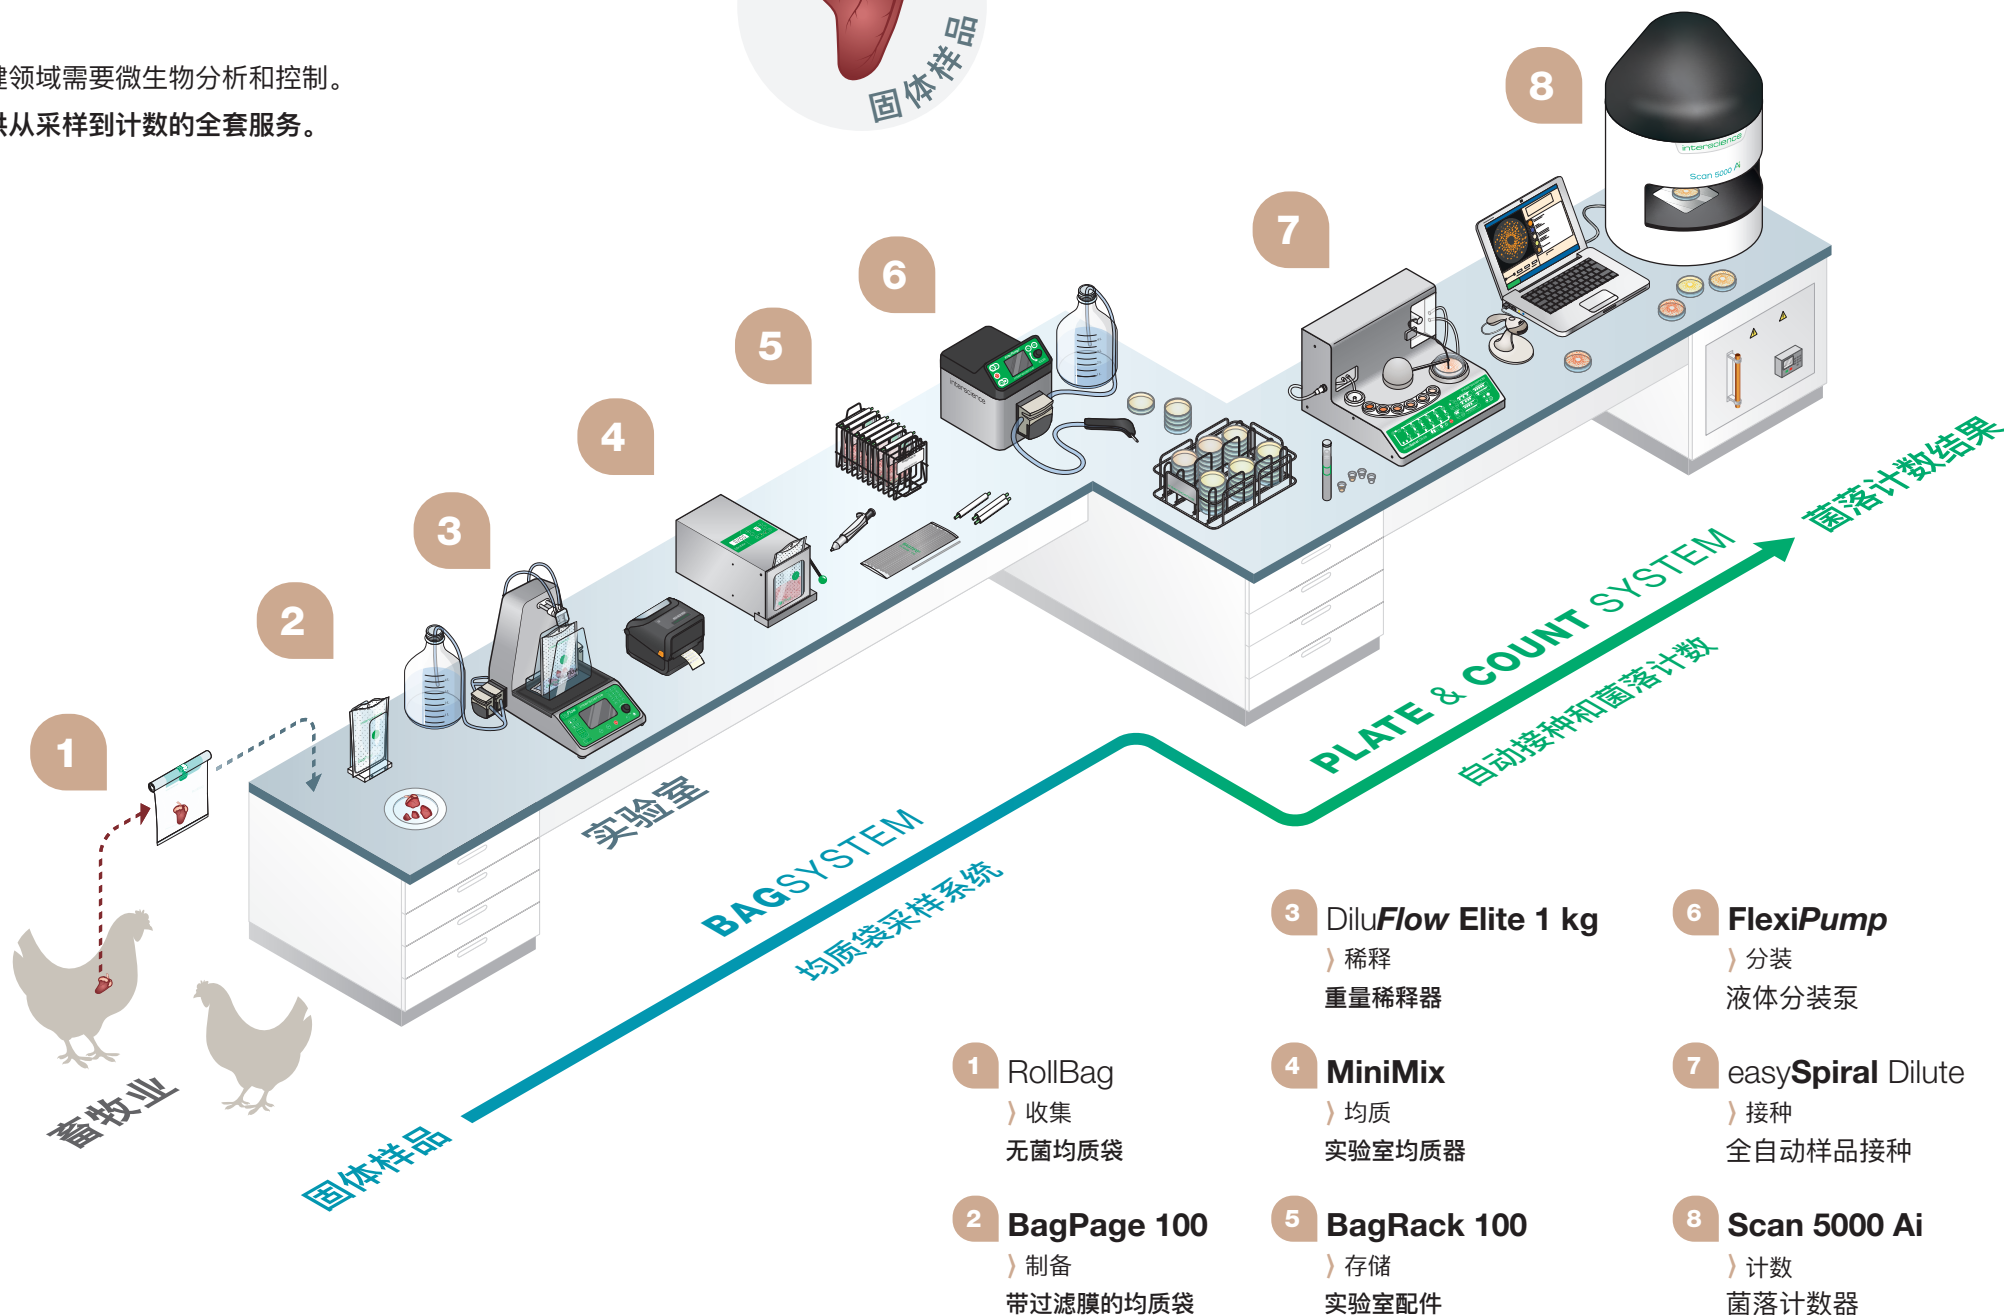 固体样品
建领域需要微生物分析和控制。
供从采样到计数的全套服务。
8
interscience
Scan 5000 Ai
7
6
5
interscience
4
3
2
1
菌落计数结果
PLATE & COUNT SYSTEM
自动接种和菌落计数
实验室
BAGSYSTEM
均质袋采样系统
畜牧业
固体样品
1 RollBag
⟩ 收集
无菌均质袋
2 BagPage 100
⟩ 制备
带过滤膜的均质袋
3 DiluFlow Elite 1 kg
⟩ 稀释
重量稀释器
4 MiniMix
⟩ 均质
实验室均质器
5 BagRack 100
⟩ 存储
实验室配件
6 FlexiPump
⟩ 分装
液体分装泵
7 easySpiral Dilute
⟩ 接种
全自动样品接种
8 Scan 5000 Ai
⟩ 计数
菌落计数器